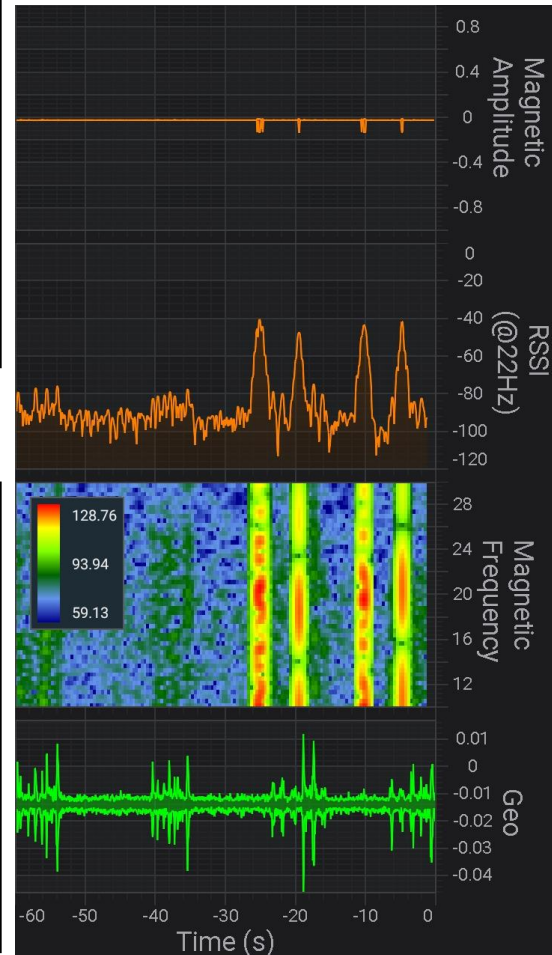 0.8
0.4
0
-0.4
-0.8
Magnetic
Amplitude
0
-20
-40
-60
-80
-100
-120
RSSI
(@22Hz)
128.76
93.94
59.13
28
24
20
16
12
Magnetic
Frequency
0.01
0
-0.01
-0.02
-0.03
-0.04
Geo
-60 -50 -40 -30 -20 -10 0
Time (s)